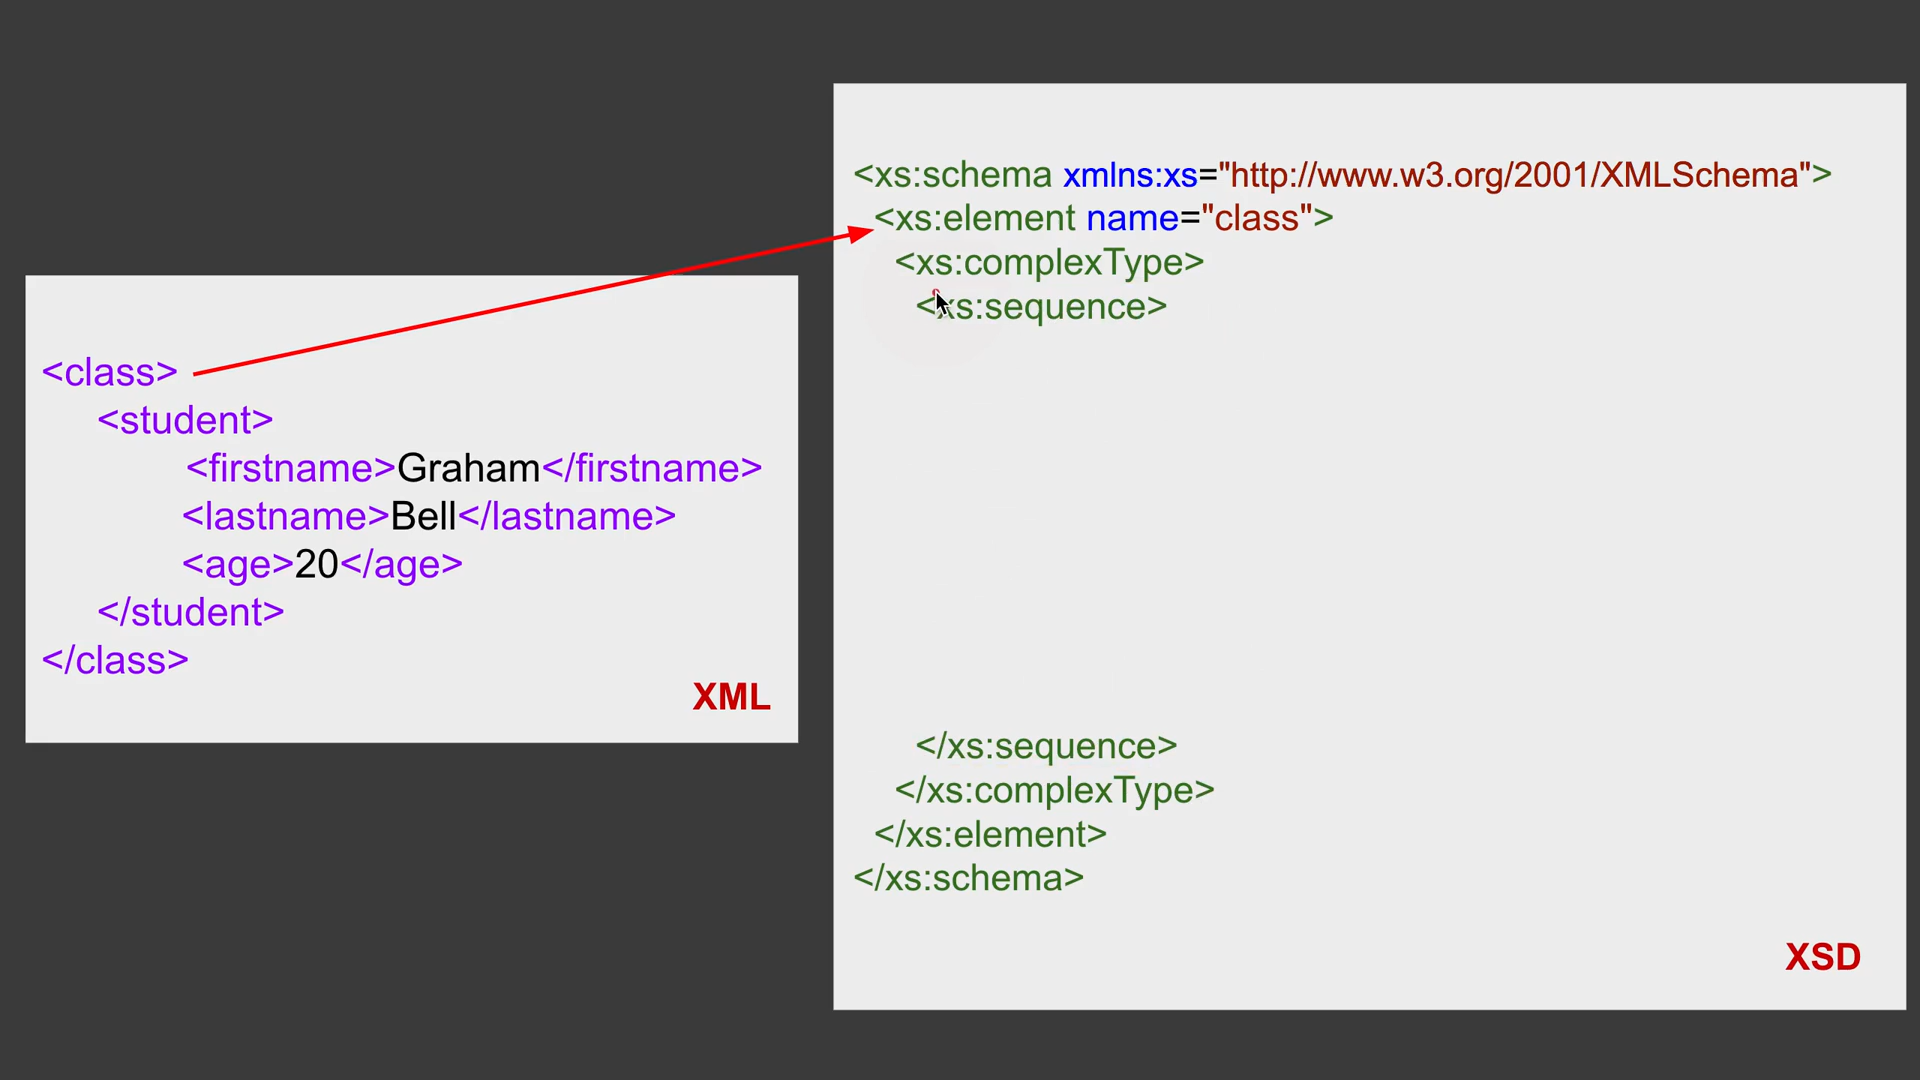 <class>
<student>
<firstname>Graham</firstname>
<lastname>Bell</lastname>
<age>20</age>
</student>
</class>
XML
<xs:schema xmlns:xs="http://www.w3.org/2001/XMLSchema">
<xs:element name="class">
<xs:complexType>
<xs:sequence>
</xs:sequence>
</xs:complexType>
</xs:element>
</xs:schema>
XSD